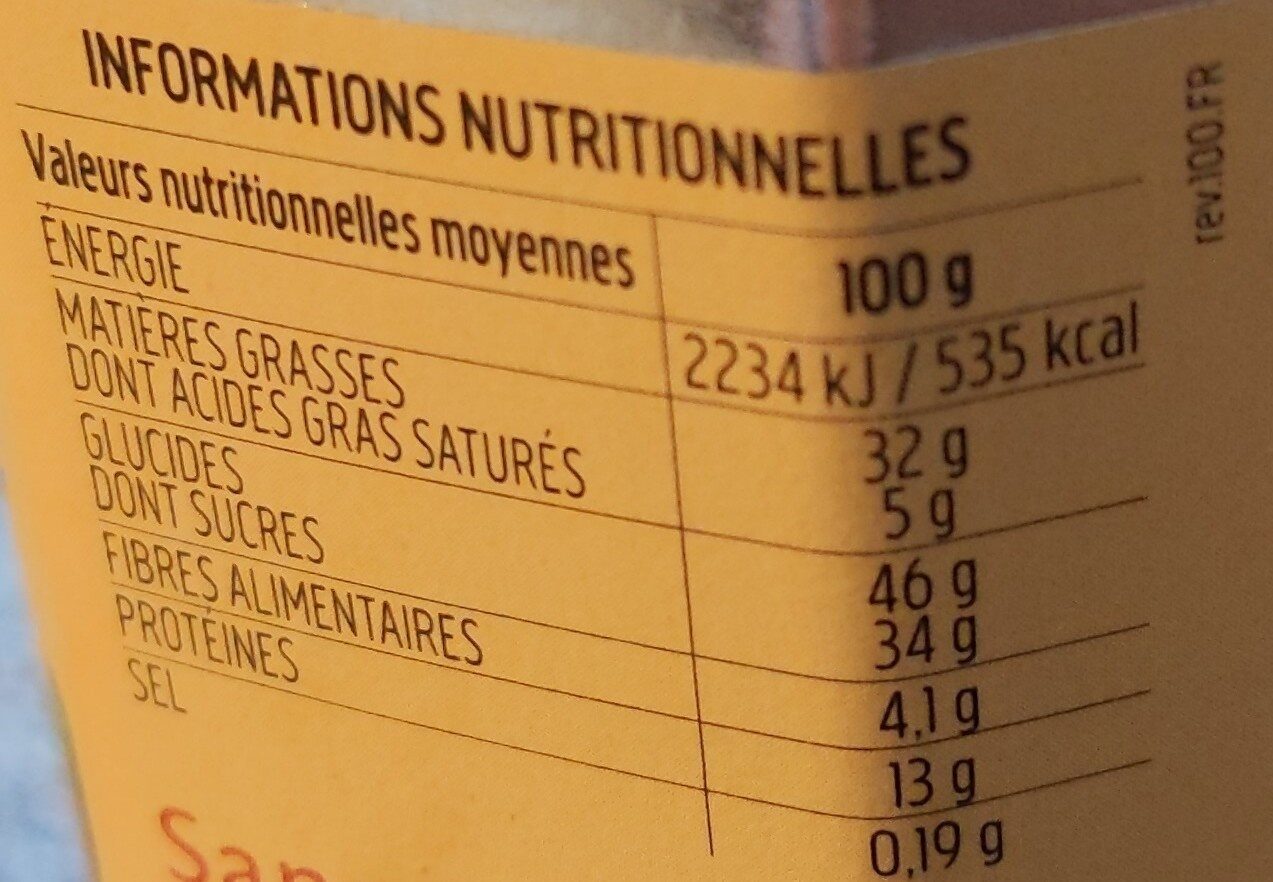 INFORMATIONS NUTRITIONNELLES
Valeurs nutritionnelles moyennes 100 g
ÉNERGIE 2234 kJ / 535 kcal
MATIÈRES GRASSES 32 g
DONT ACIDES GRAS SATURÉS 5 g
GLUCIDES 46 g
DONT SUCRES 34 g
FIBRES ALIMENTAIRES 4,1 g
PROTÉINES 13 g
SEL 0,19 g
rev.100.FR